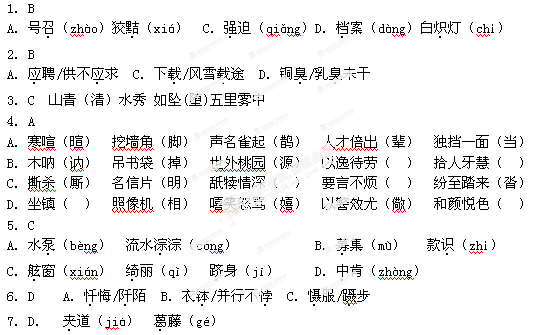 1. B
A. 号召（zhào）狡黠（xiá） C. 强迫（qiǎng）D. 档案（dàng）白炽灯（chì）
2. B
A. 应聘/供不应求 C. 下载/风雪载途 D. 铜臭/乳臭未干
3. C 山青（清）水秀 如坠(堕)五里雾中
4. A
A. 寒喧（暄） 挖墙角（脚） 声名雀起（鹊） 人才倍出（辈） 独挡一面（当）
B. 木呐（讷） 吊书袋（掉） 世外桃园（源） 以逸待劳（ ） 拾人牙慧（ ）
C. 撕杀（厮） 名信片（明） 舐犊情深（ ） 要言不烦（ ） 纷至踏来（沓）
D. 坐镇（ ） 照像机（相） 嘻笑怒骂（嬉） 以警效尤（儆） 和颜悦色（ ）
5. C
A. 水泵（bèng） 流水淙淙（cóng） B. 募集（mù） 款识（zhì）
C. 舷窗（xián） 绮丽（qǐ） 跻身（jī） D. 中肯（zhòng）
6. D A. 忏悔/阡陌 B. 衣钵/并行不悖 C. 慑服/蹑步
7. D 夹道（jiā） 葛藤（gé）